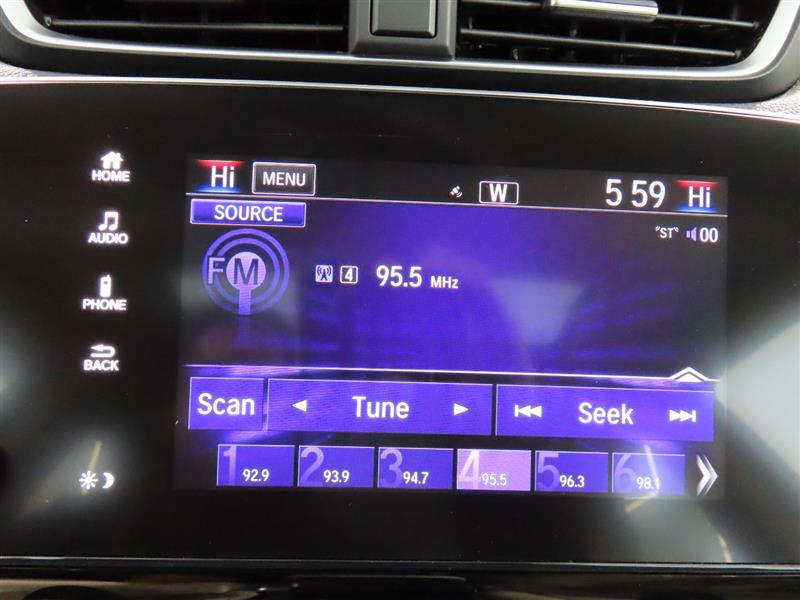 HOME
AUDIO
PHONE
BACK
Hi MENU W 5 59 Hi
SOURCE
"ST" 00
FM 4 95.5 MHz
Scan Tune Seek
1 92.9 2 93.9 3 94.7 4 95.5 5 96.3 6 98.1